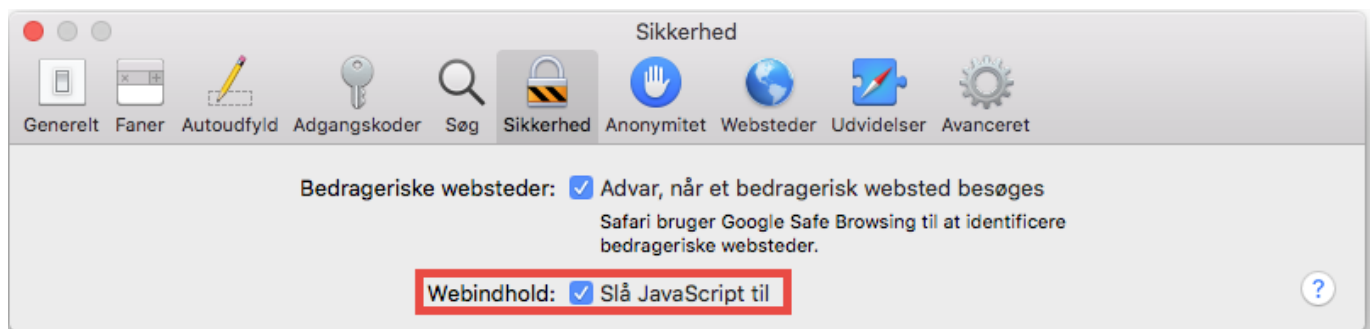 Sikkerhed
Generelt Faner Autoudfyld Adgangskoder Søg Sikkerhed Anonymitet Websteder Udvidelser Avanceret
Bedrageriske websteder: Advar, når et bedragerisk websted besøges
Safari bruger Google Safe Browsing til at identificere
bedrageriske websteder.
Webindhold: Slå JavaScript til
?